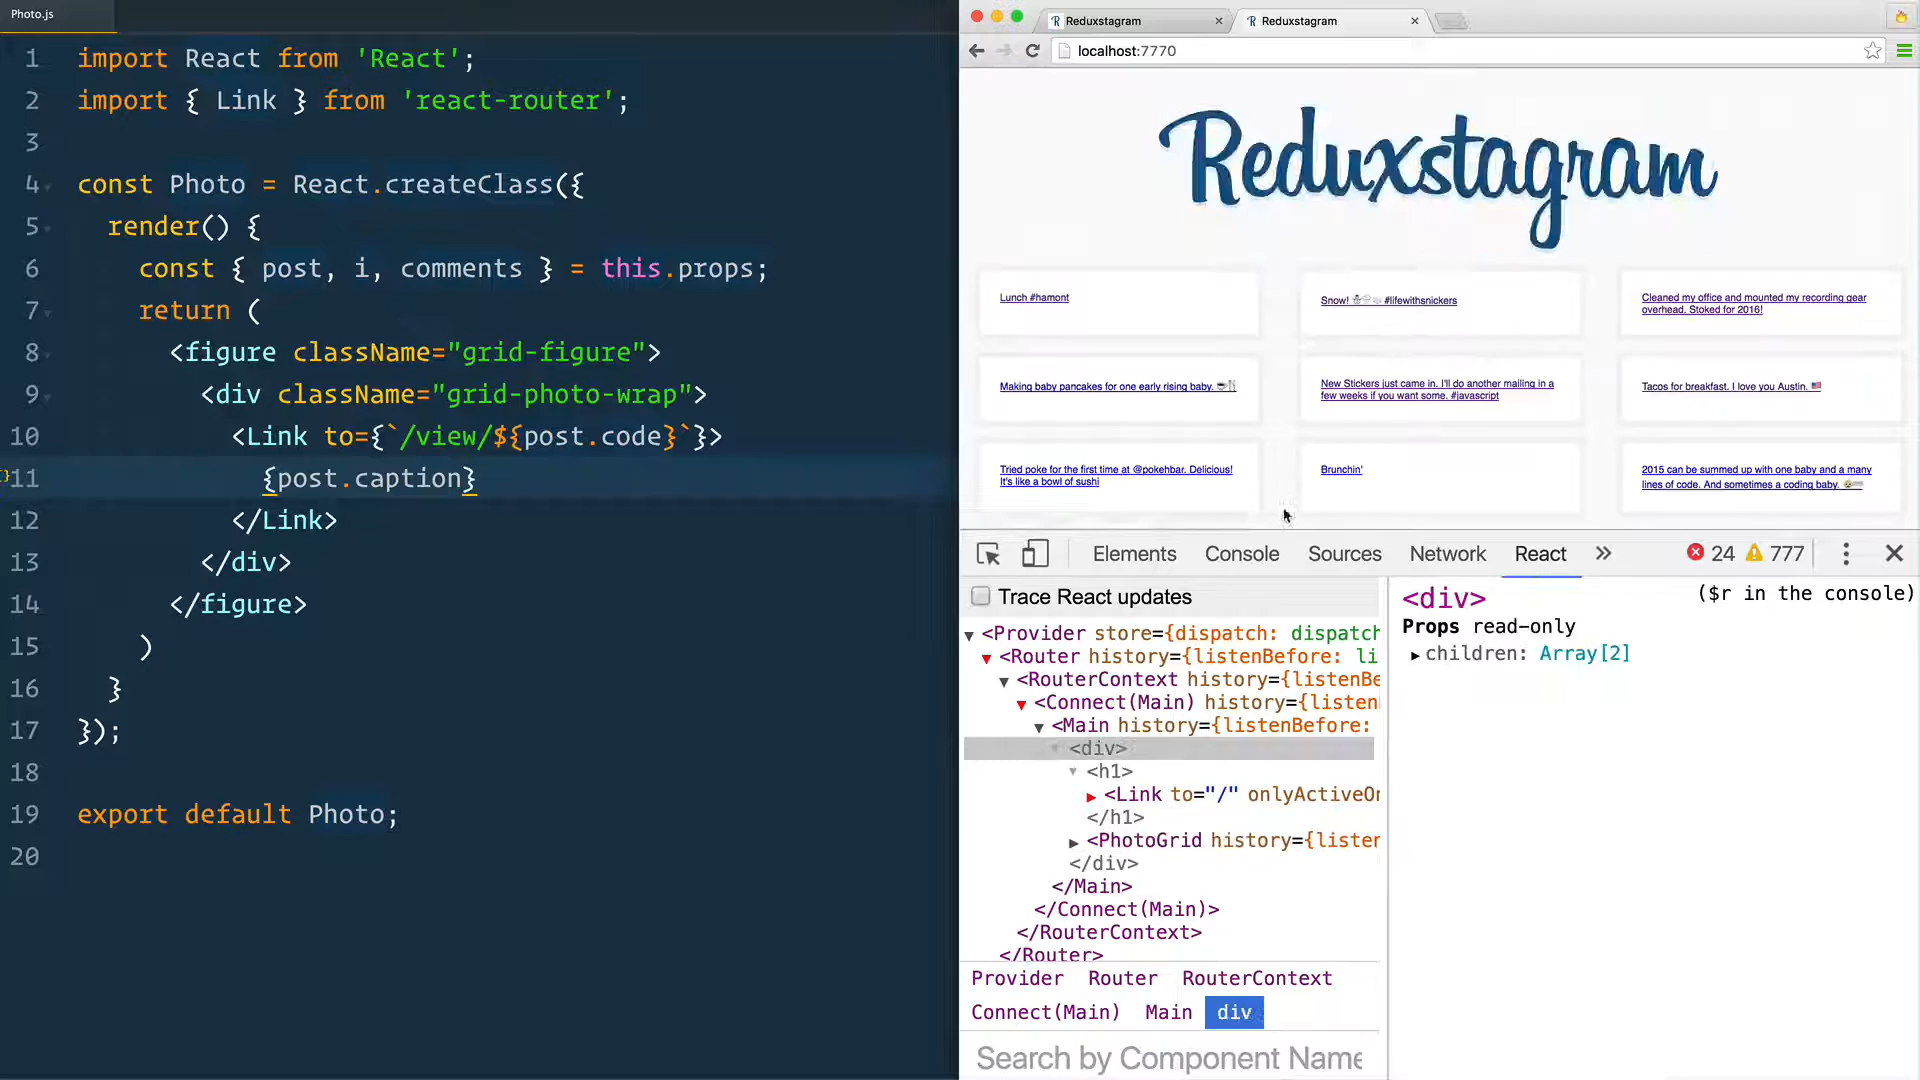 Photo.js
1 import React from 'React';
2 import { Link } from 'react-router';
3
4 const Photo = React.createClass({
5 render() {
6 const { post, i, comments } = this.props;
7 return (
8 <figure className="grid-figure">
9 <div className="grid-photo-wrap">
10 <Link to={`/view/${post.code}`}>
11 {post.caption}
12 </Link>
13 </div>
14 </figure>
15 )
16 }
17 });
18
19 export default Photo;
20
Reduxstagram
Reduxstagram
localhost:7770
Reduxstagram
Lunch #hamont
Snow! ⛄️🌨❄️ #lifewithsnickers
Cleaned my office and mounted my recording gear
overhead. Stoked for 2016!
Making baby pancakes for one early rising baby. ☕️🍴
New Stickers just came in. I'll do another mailing in a
few weeks if you want some. #javascript
Tacos for breakfast. I love you Austin. 🇺🇸
Tried poke for the first time at @pokehbar. Delicious!
It's like a bowl of sushi
Brunchin'
2015 can be summed up with one baby and a many
lines of code. And sometimes a coding baby.
Elements Console Sources Network React » 24 777
Trace React updates
<Provider store={dispatch: dispatch
<Router history={listenBefore: li
<RouterContext history={listenBe
<Connect(Main) history={listen
<Main history={listenBefore:
<div>
<h1>
<Link to="/" onlyActiveOn
</h1>
<PhotoGrid history={listen
</div>
</Main>
</Connect(Main)>
</RouterContext>
</Router>
Provider Router RouterContext
Connect(Main) Main div
Search by Component Name
<div> ($r in the console)
Props read-only
children: Array[2]